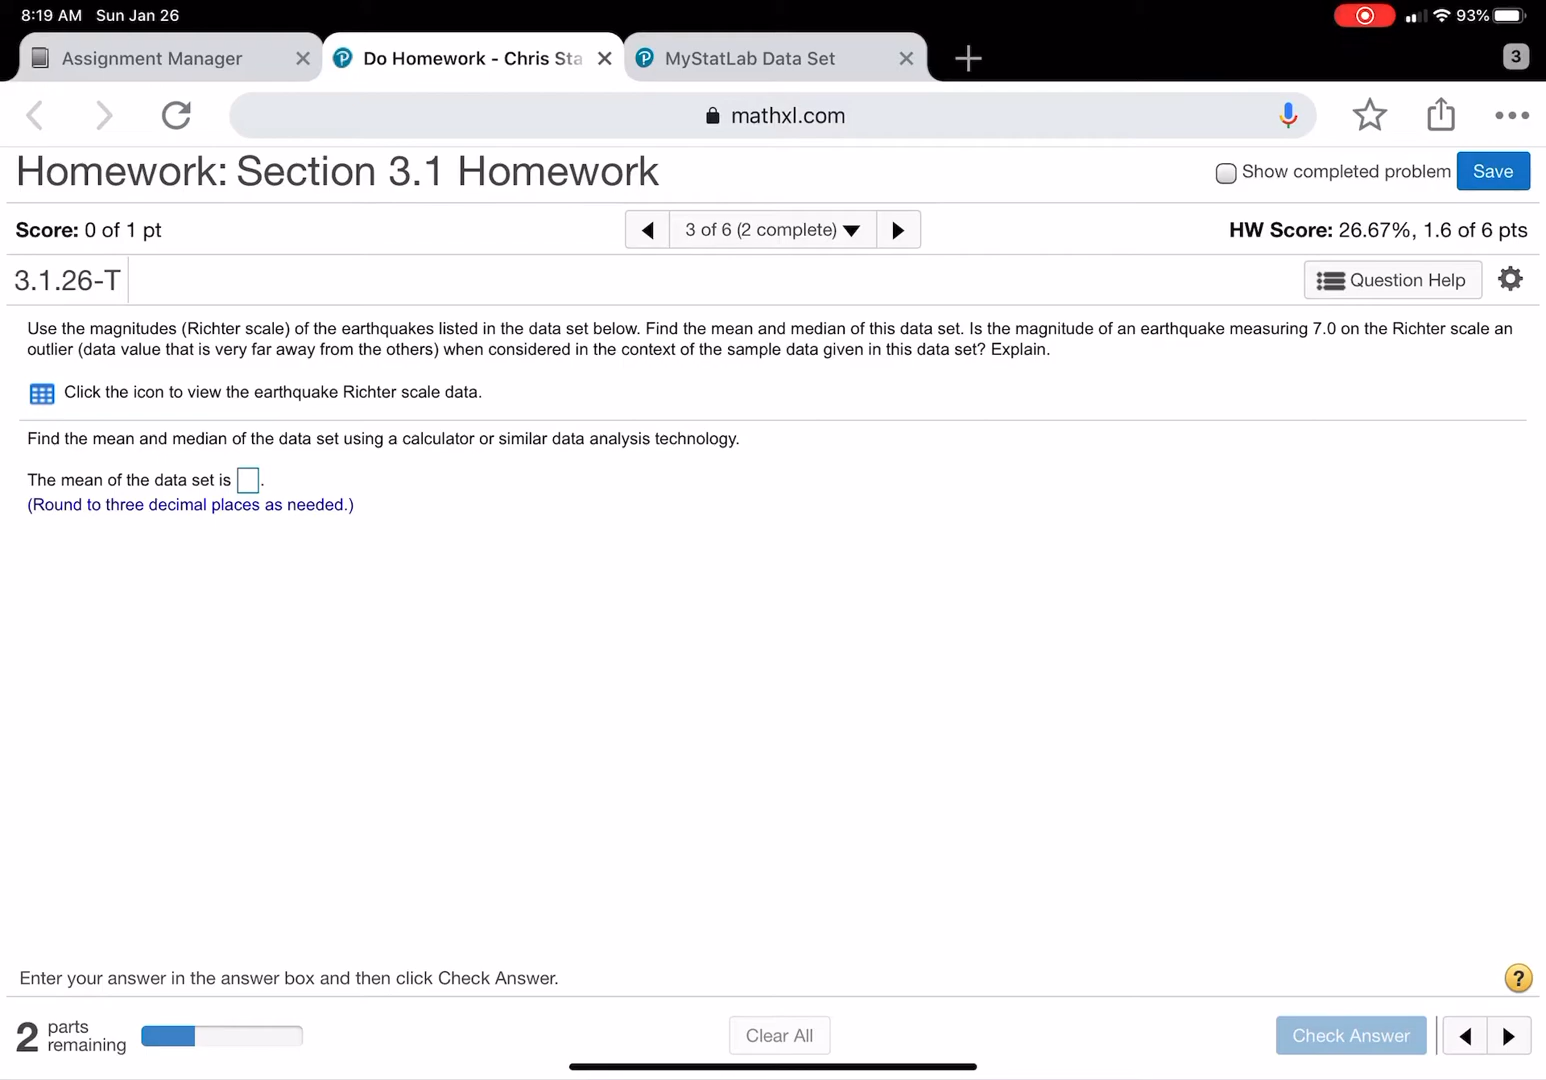 8:19 AM Sun Jan 26
93%
Assignment Manager
Do Homework - Chris Sta
MyStatLab Data Set
3
mathxl.com
Homework: Section 3.1 Homework
Show completed problem
Save
Score: 0 of 1 pt
3 of 6 (2 complete)
HW Score: 26.67%, 1.6 of 6 pts
3.1.26-T
Question Help
Use the magnitudes (Richter scale) of the earthquakes listed in the data set below. Find the mean and median of this data set. Is the magnitude of an earthquake measuring 7.0 on the Richter scale an
outlier (data value that is very far away from the others) when considered in the context of the sample data given in this data set? Explain.
Click the icon to view the earthquake Richter scale data.
Find the mean and median of the data set using a calculator or similar data analysis technology.
The mean of the data set is .
(Round to three decimal places as needed.)
Enter your answer in the answer box and then click Check Answer.
?
2 parts
remaining
Clear All
Check Answer